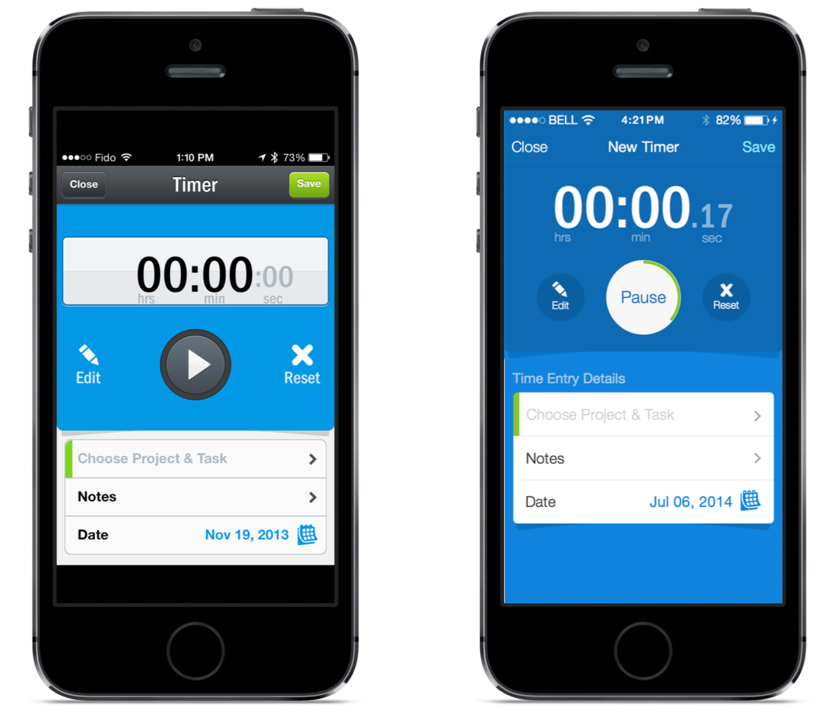 Fido 1:10 PM 73%
Close Timer Save
00:00:00
hrs min sec
Edit Reset
Choose Project & Task
Notes
Date Nov 19, 2013
BELL 4:21PM 82%
Close New Timer Save
00:00.17
hrs min sec
Edit Pause Reset
Time Entry Details
Choose Project & Task
Notes
Date Jul 06, 2014